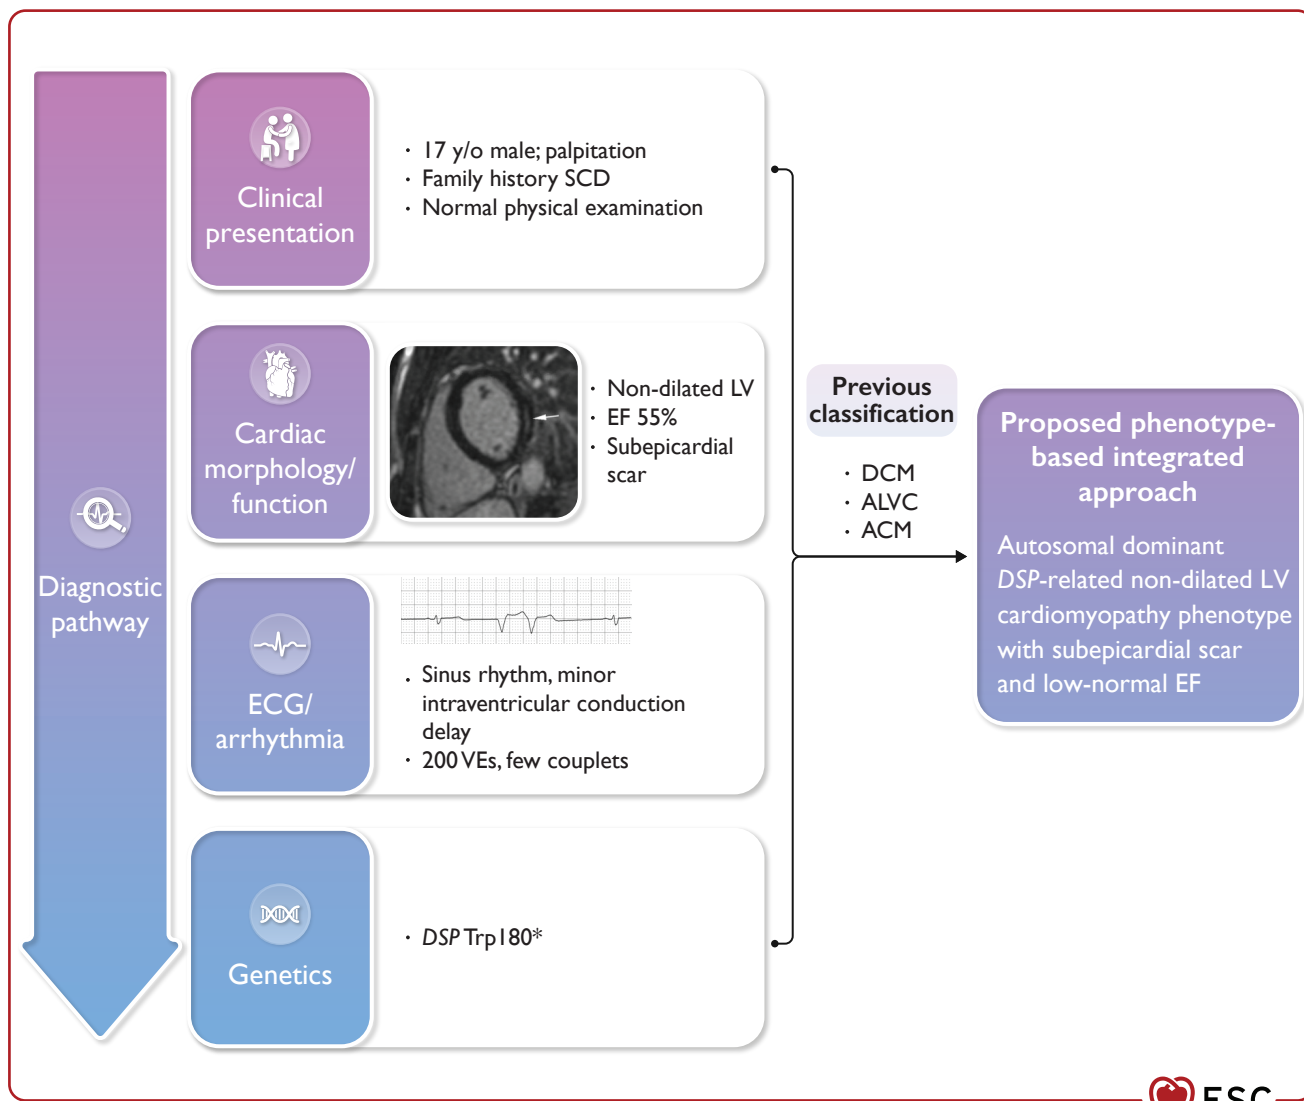 Diagnostic
pathway
Clinical
presentation
· 17 y/o male; palpitation
· Family history SCD
· Normal physical examination
Cardiac
morphology/
function
· Non-dilated LV
· EF 55%
· Subepicardial
scar
ECG/
arrhythmia
· Sinus rhythm, minor
intraventricular conduction
delay
· 200 VEs, few couplets
Genetics
· DSP Trp180*
Previous
classification
· DCM
· ALVC
· ACM
Proposed phenotype-
based integrated
approach
Autosomal dominant
DSP-related non-dilated LV
cardiomyopathy phenotype
with subepicardial scar
and low-normal EF
ESC